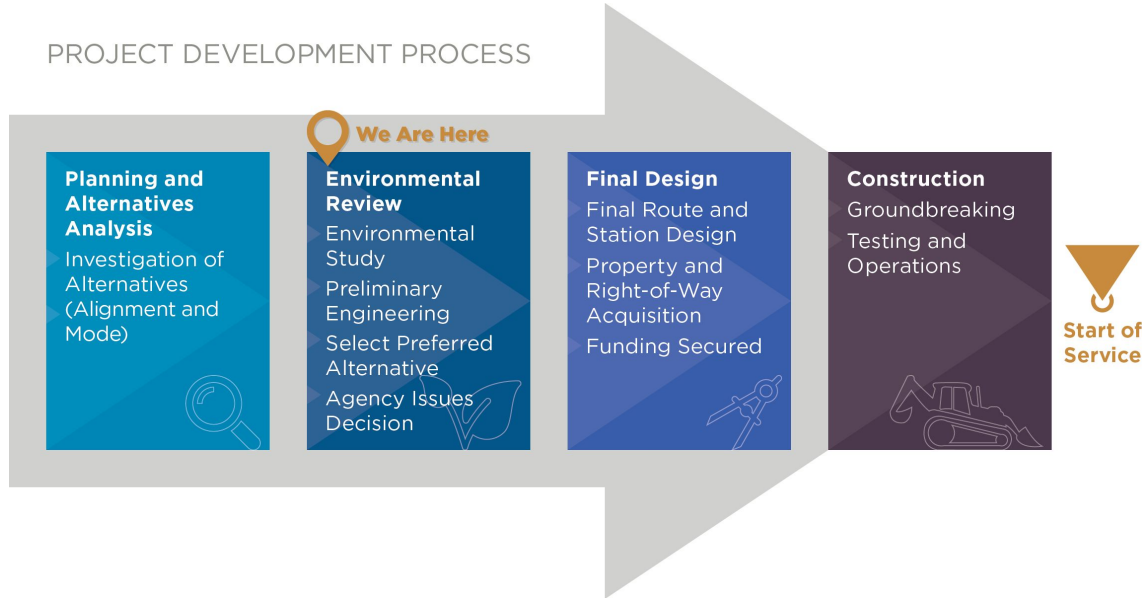 PROJECT DEVELOPMENT PROCESS
We Are Here
Planning and
Alternatives
Analysis
Investigation of
Alternatives
(Alignment and
Mode)
Environmental
Review
Environmental
Study
Preliminary
Engineering
Select Preferred
Alternative
Agency Issues
Decision
Final Design
Final Route and
Station Design
Property and
Right-of-Way
Acquisition
Funding Secured
Construction
Groundbreaking
Testing and
Operations
Start of
Service